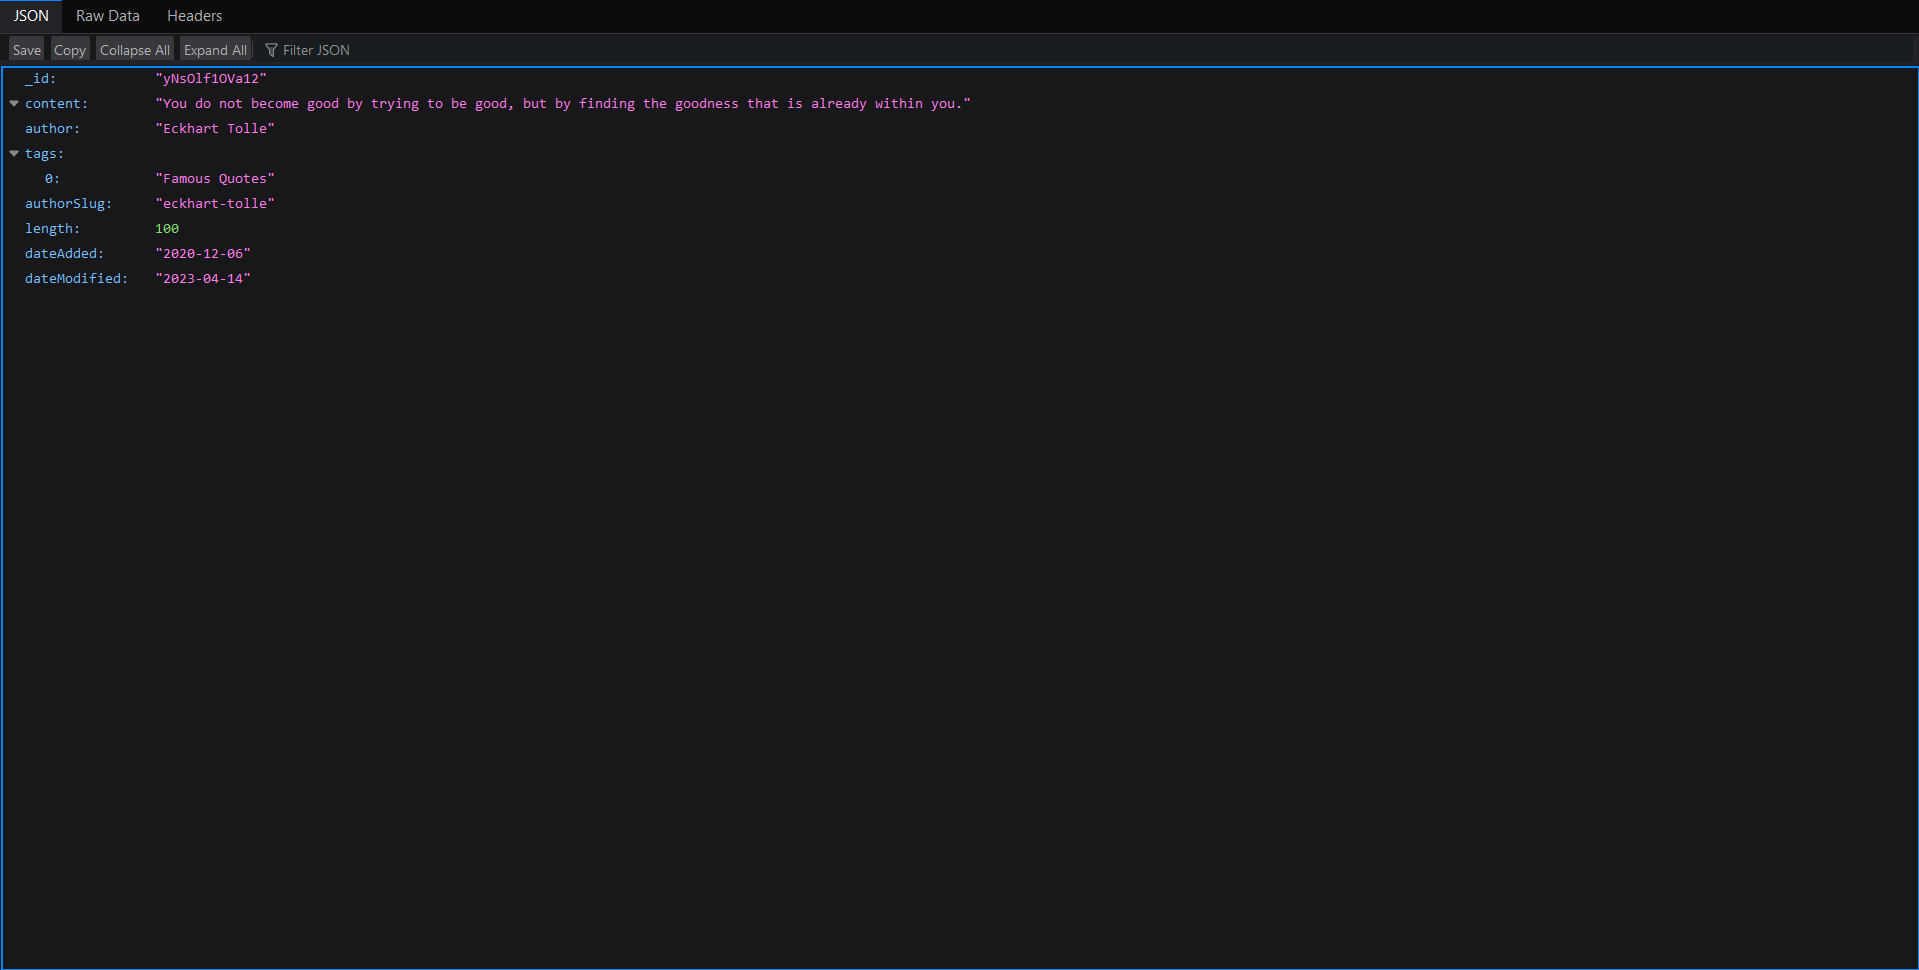 JSON Raw Data Headers
Save Copy Collapse All Expand All Filter JSON
_id: "yNsOlf1OVa12"
content: "You do not become good by trying to be good, but by finding the goodness that is already within you."
author: "Eckhart Tolle"
tags:
0: "Famous Quotes"
authorSlug: "eckhart-tolle"
length: 100
dateAdded: "2020-12-06"
dateModified: "2023-04-14"